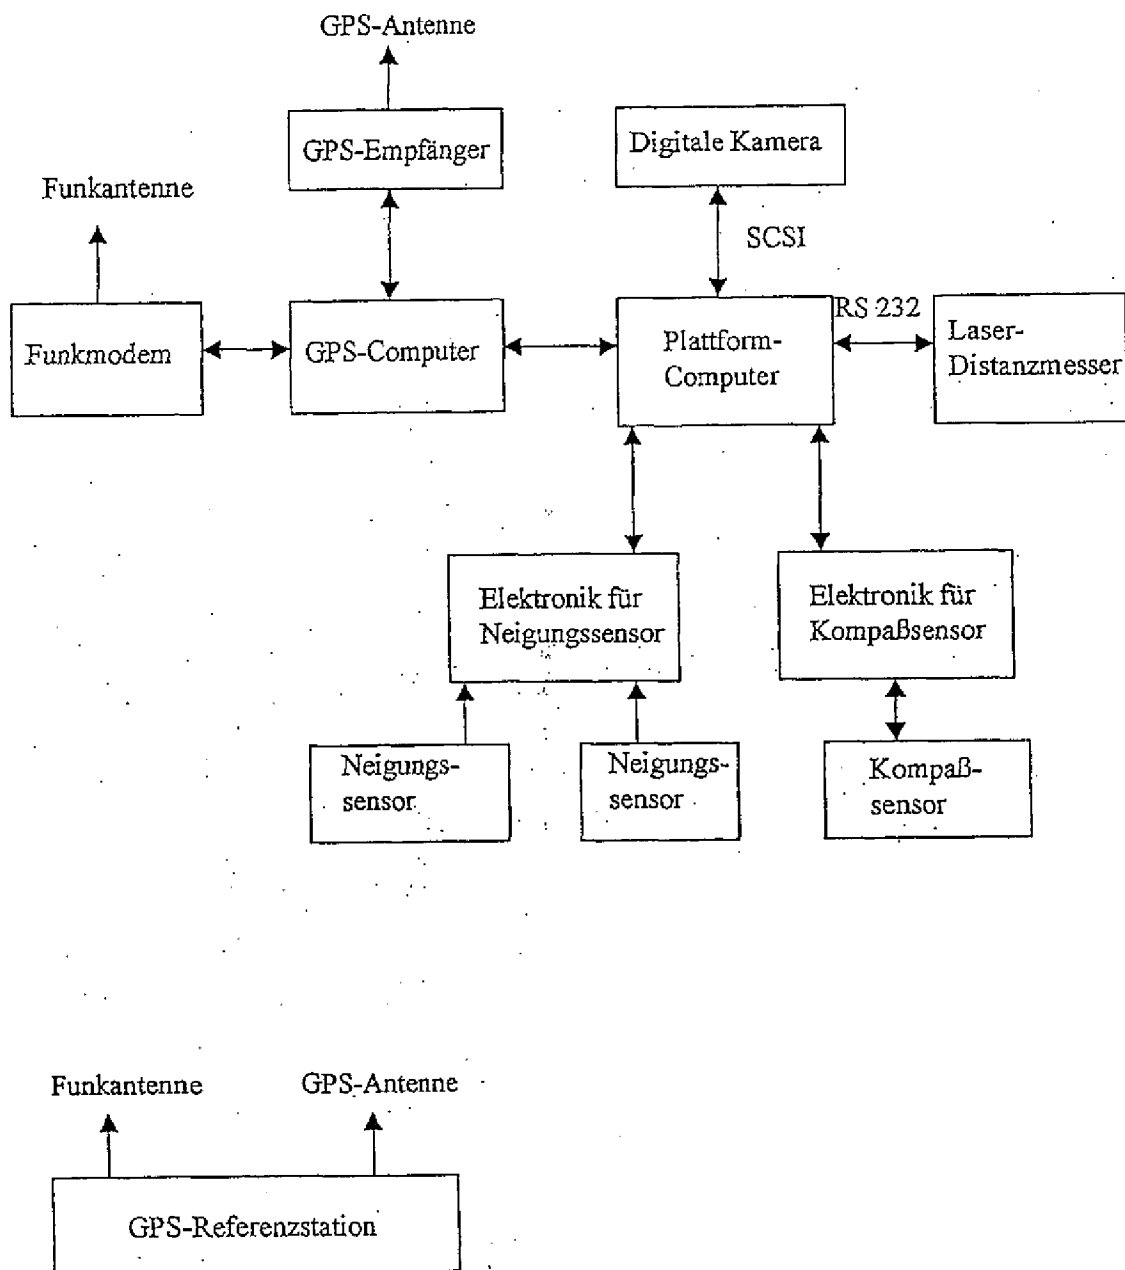 GPS-Antenne
GPS-Empfänger
Digitale Kamera
Funkantenne
SCSI
RS 232
Funkmodem
GPS-Computer
Plattform-
Computer
Laser-
Distanzmesser
Elektronik für
Neigungssensor
Elektronik für
Kompaßsensor
Neigungs-
sensor
Neigungs-
sensor
Kompaß-
sensor
Funkantenne
GPS-Antenne
GPS-Referenzstation